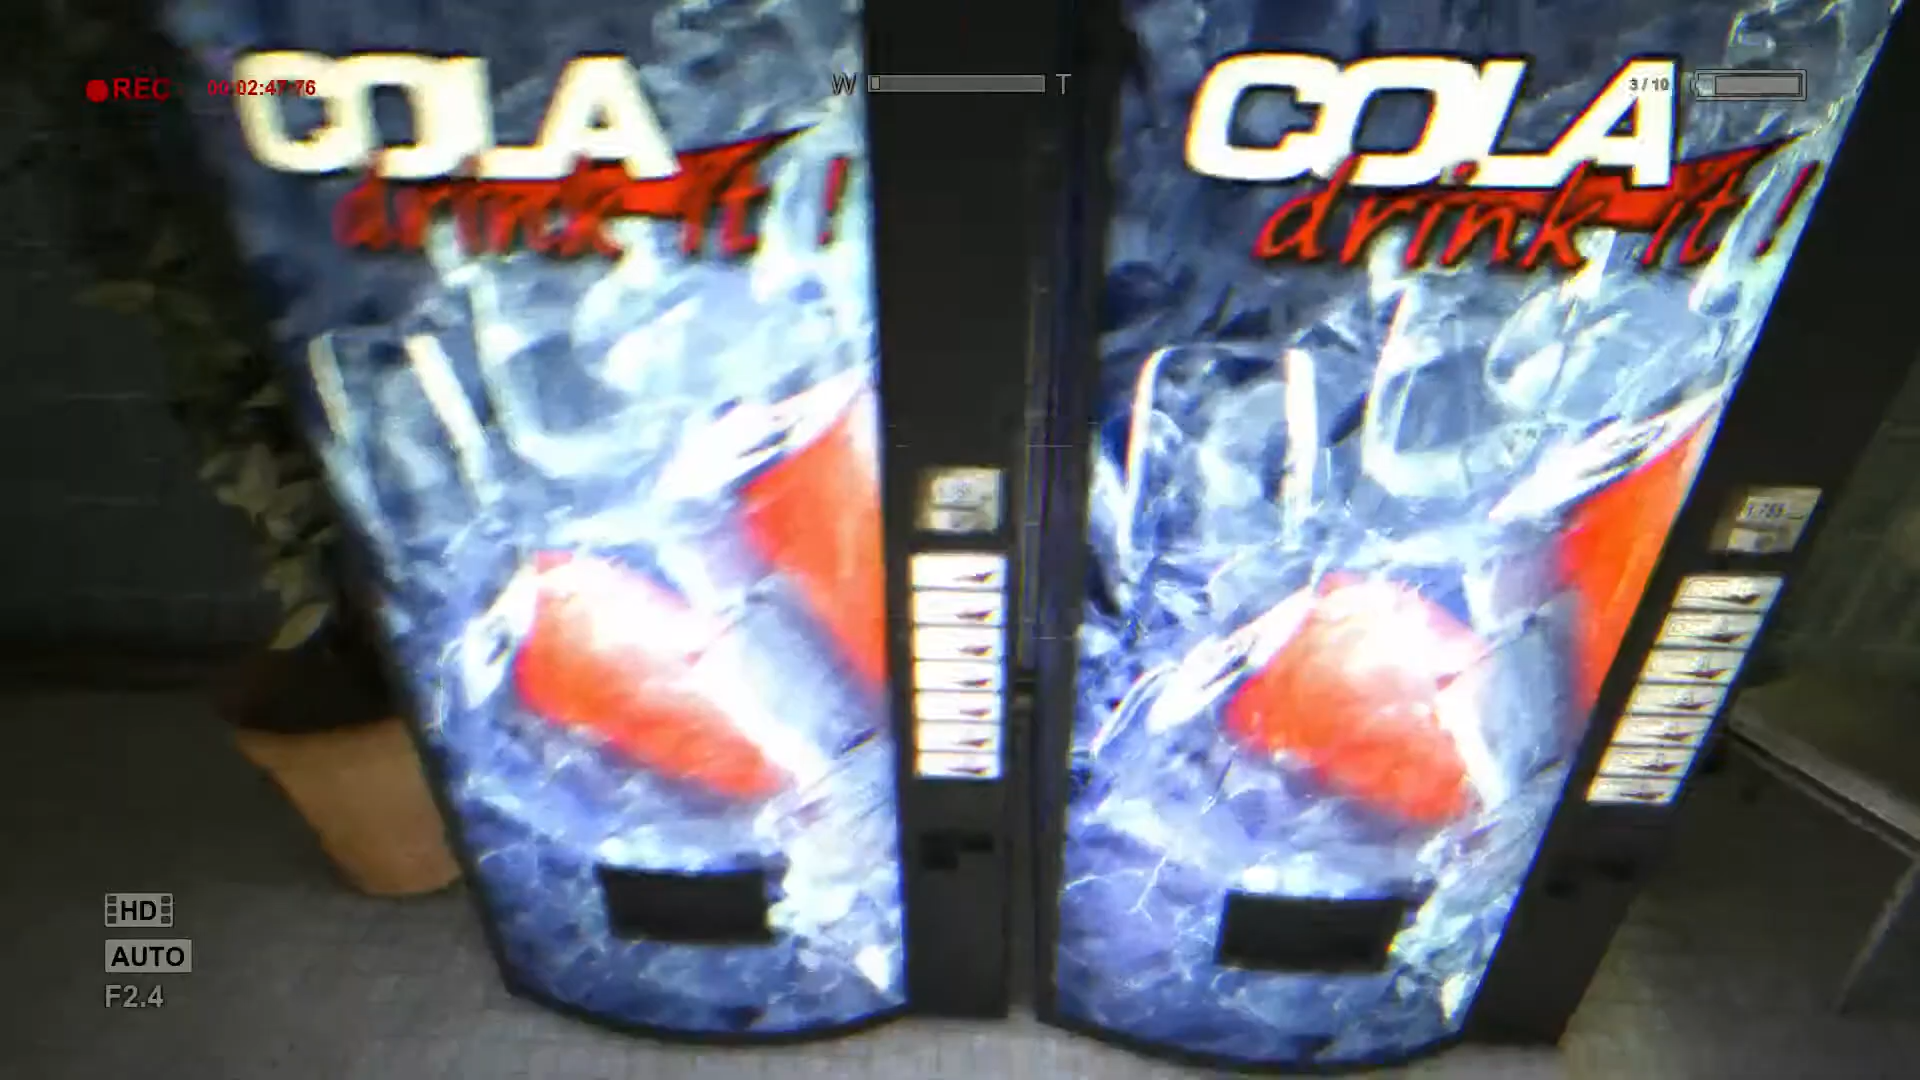 REC 00:02:47:76
W T
3 / 10
COLA
drink it !
COLA
drink it !
HD
AUTO
F2.4